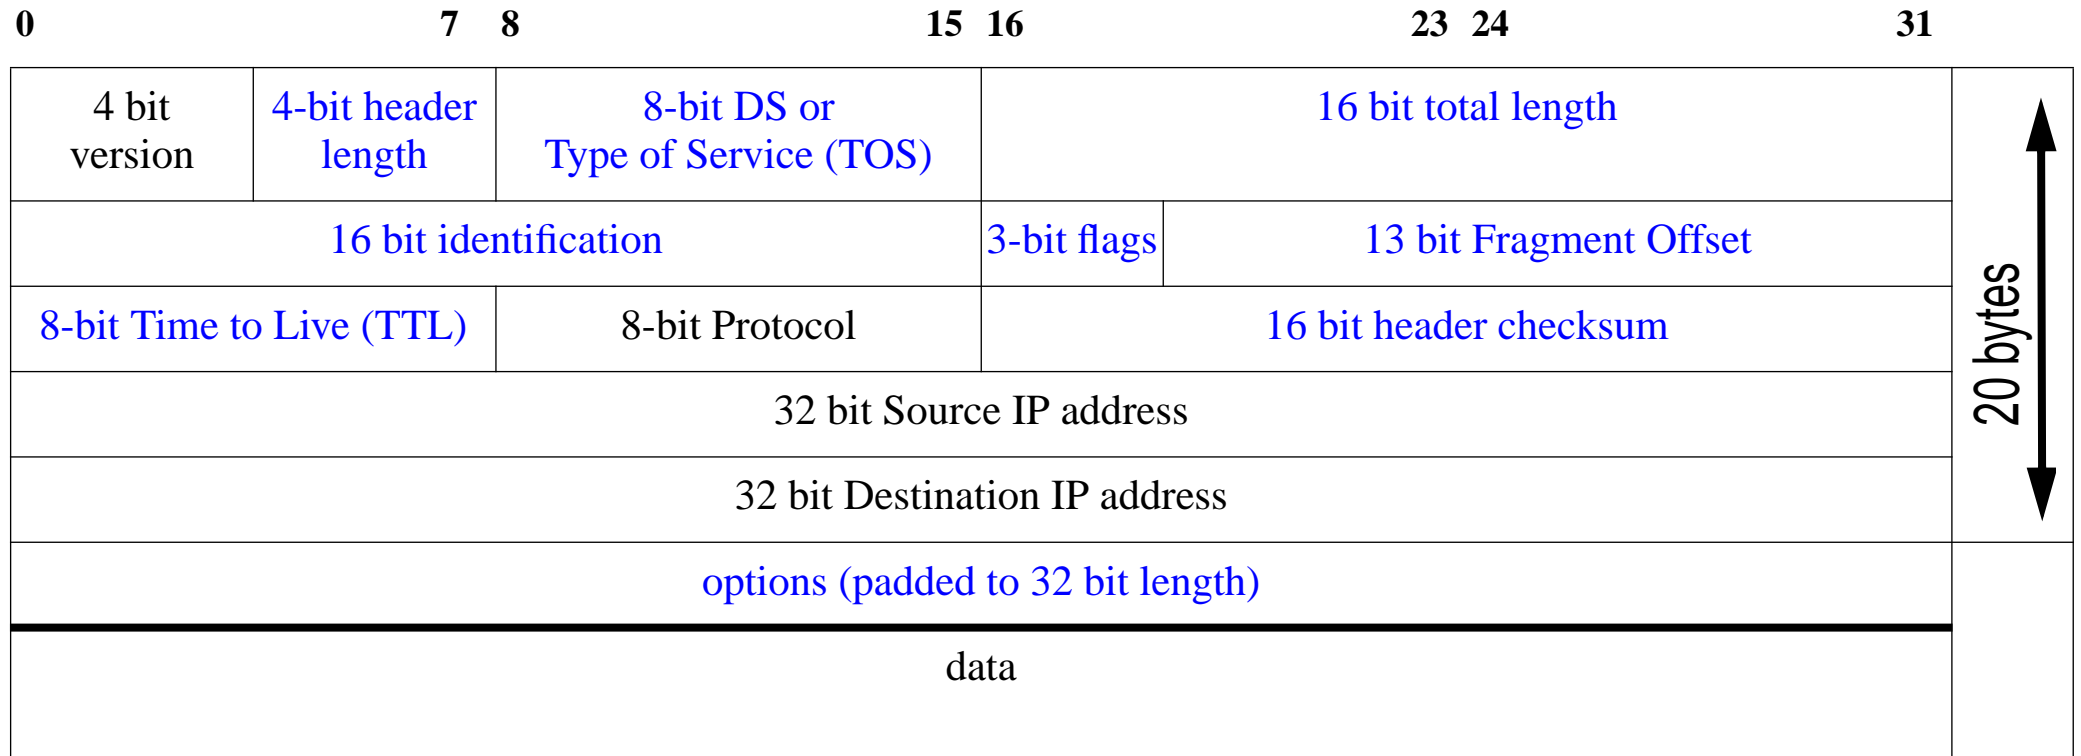 0 7 8 15 16 23 24 31
4 bit version
4-bit header length
8-bit DS or
Type of Service (TOS)
16 bit total length
16 bit identification
3-bit flags
13 bit Fragment Offset
8-bit Time to Live (TTL)
8-bit Protocol
16 bit header checksum
32 bit Source IP address
32 bit Destination IP address
20 bytes
options (padded to 32 bit length)
data